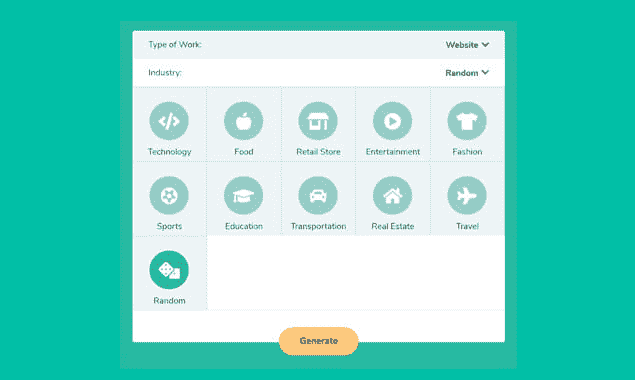 Type of Work: Website
Industry: Random
Technology Food Retail Store Entertainment Fashion
Sports Education Transportation Real Estate Travel
Random
Generate